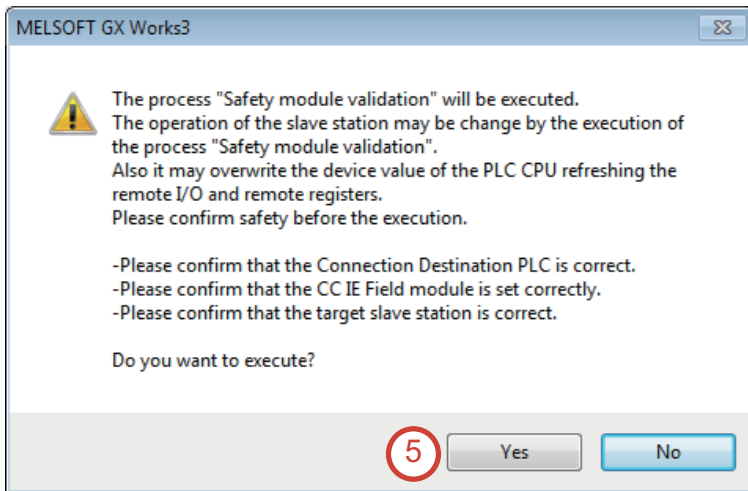 MELSOFT GX Works3
The process "Safety module validation" will be executed.
The operation of the slave station may be change by the execution of
the process "Safety module validation".
Also it may overwrite the device value of the PLC CPU refreshing the
remote I/O and remote registers.
Please confirm safety before the execution.
-Please confirm that the Connection Destination PLC is correct.
-Please confirm that the CC IE Field module is set correctly.
-Please confirm that the target slave station is correct.
Do you want to execute?
5 Yes No